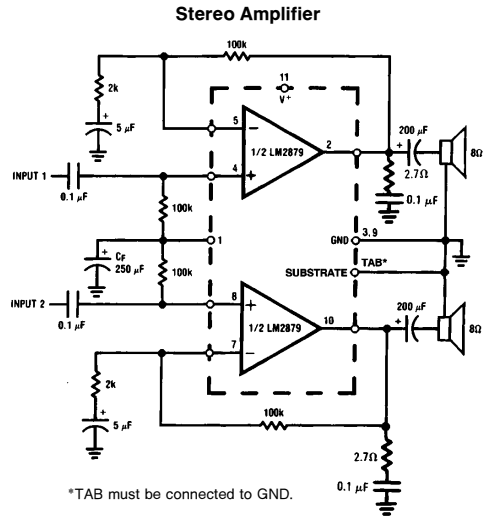 Stereo Amplifier
100k
11
V+
2k
+
5 μF
5
−
200 μF
+
1/2 LM2879
2
8Ω
INPUT 1
4
+
2.7Ω
0.1 μF
0.1 μF
100k
1
GND
3, 9
+
CF
250 μF
100k
TAB*
SUBSTRATE
INPUT 2
8
+
200 μF
+
0.1 μF
1/2 LM2879
10
8Ω
7
−
2k
+
5 μF
100k
2.7Ω
0.1 μF
*TAB must be connected to GND.